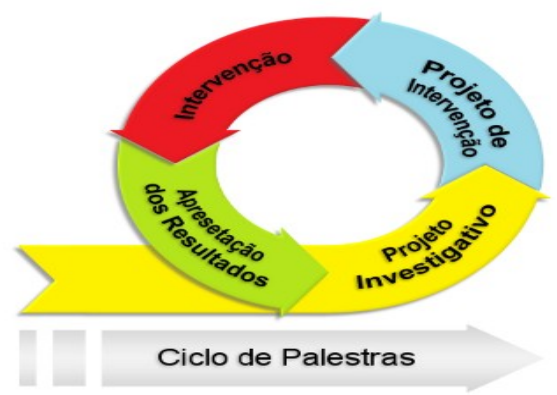 Intervenção
Projeto de
Intervenção
Apresetação
dos Resultados
Projeto
Investigativo
Ciclo de Palestras